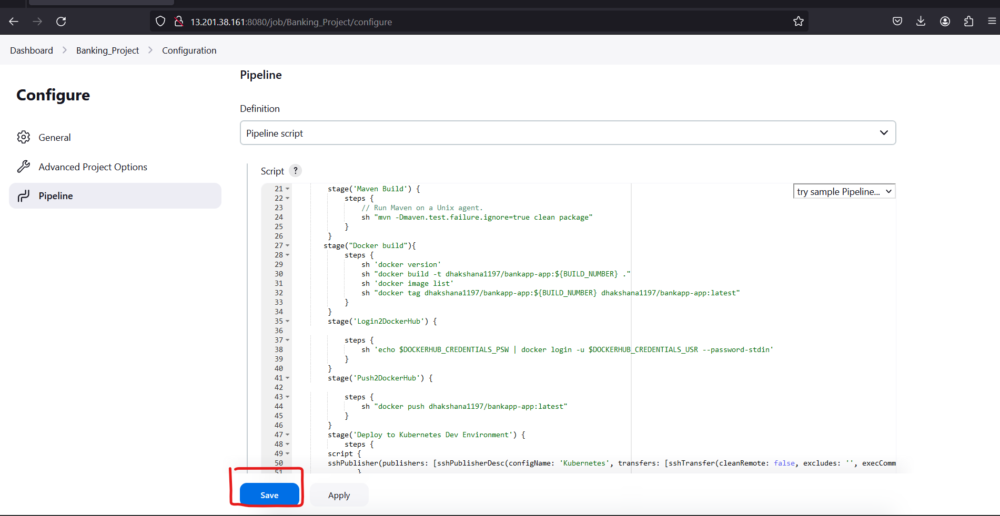 13.201.38.161:8080/job/Banking_Project/configure
Dashboard > Banking_Project > Configuration
Configure
General
Advanced Project Options
Pipeline
Pipeline
Definition
Pipeline script
Script ?
try sample Pipeline...
21 stage('Maven Build') {
22 steps {
23 // Run Maven on a Unix agent.
24 sh "mvn -Dmaven.test.failure.ignore=true clean package"
25 }
26 }
27 stage("Docker build"){
28 steps {
29 sh 'docker version'
30 sh "docker build -t dhakshana1197/bankapp-app:${BUILD_NUMBER} ."
31 sh 'docker image list'
32 sh "docker tag dhakshana1197/bankapp-app:${BUILD_NUMBER} dhakshana1197/bankapp-app:latest"
33 }
34 }
35 stage('Login2DockerHub') {
36
37 steps {
38 sh 'echo $DOCKERHUB_CREDENTIALS_PSW | docker login -u $DOCKERHUB_CREDENTIALS_USR --password-stdin'
39 }
40 }
41 stage('Push2DockerHub') {
42
43 steps {
44 sh "docker push dhakshana1197/bankapp-app:latest"
45 }
46 }
47 stage('Deploy to Kubernetes Dev Environment') {
48 steps {
49 script {
50 sshPublisher(publishers: [sshPublisherDesc(configName: 'Kubernetes', transfers: [sshTransfer(cleanRemote: false, excludes: '', execComm
51 }
Save
Apply